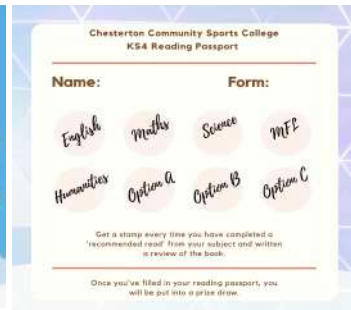 Chesterton Community Sports College
KS4 Reading Passport
Name: Form:
English Maths Science MFL
Humanities Option A Option B Option C
Get a stamp every time you have completed a
'recommended read' from your subject and written
a review of the book.
Once you've filled in your reading passport, you
will be put into a prize draw.